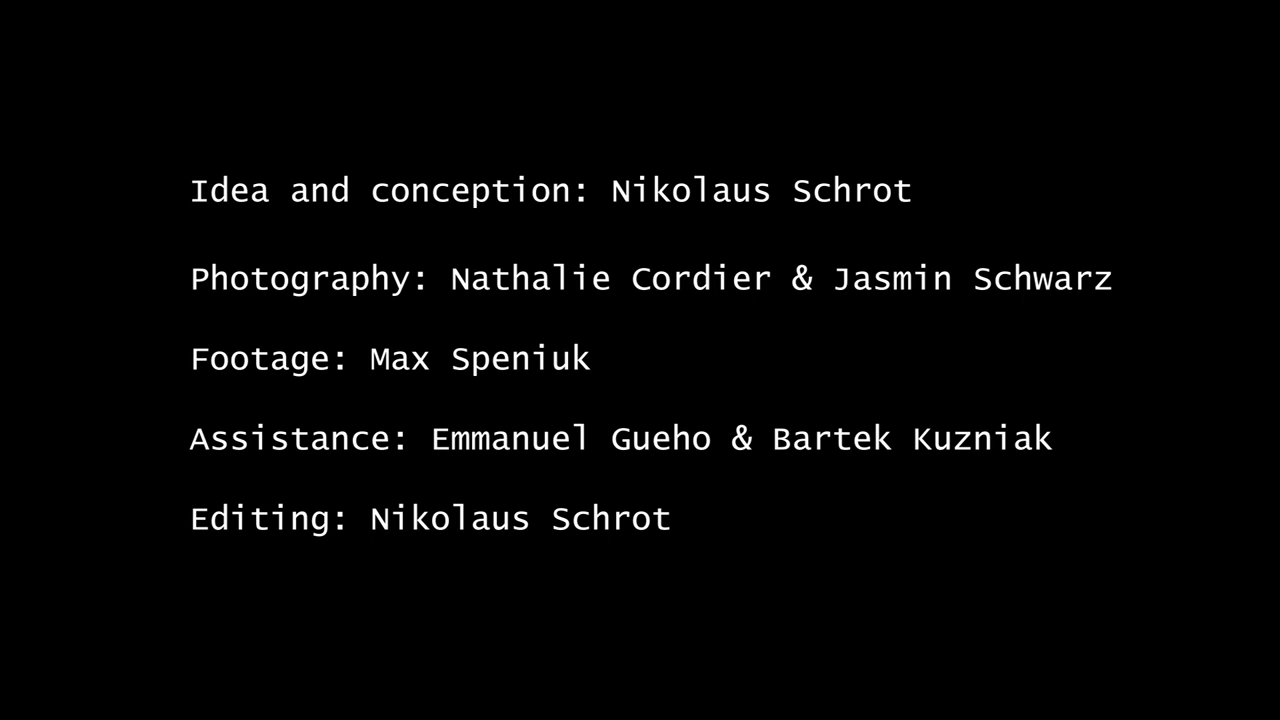 Idea and conception: Nikolaus Schrot
Photography: Nathalie Cordier & Jasmin Schwarz
Footage: Max Speniuk
Assistance: Emmanuel Gueho & Bartek Kuzniak
Editing: Nikolaus Schrot